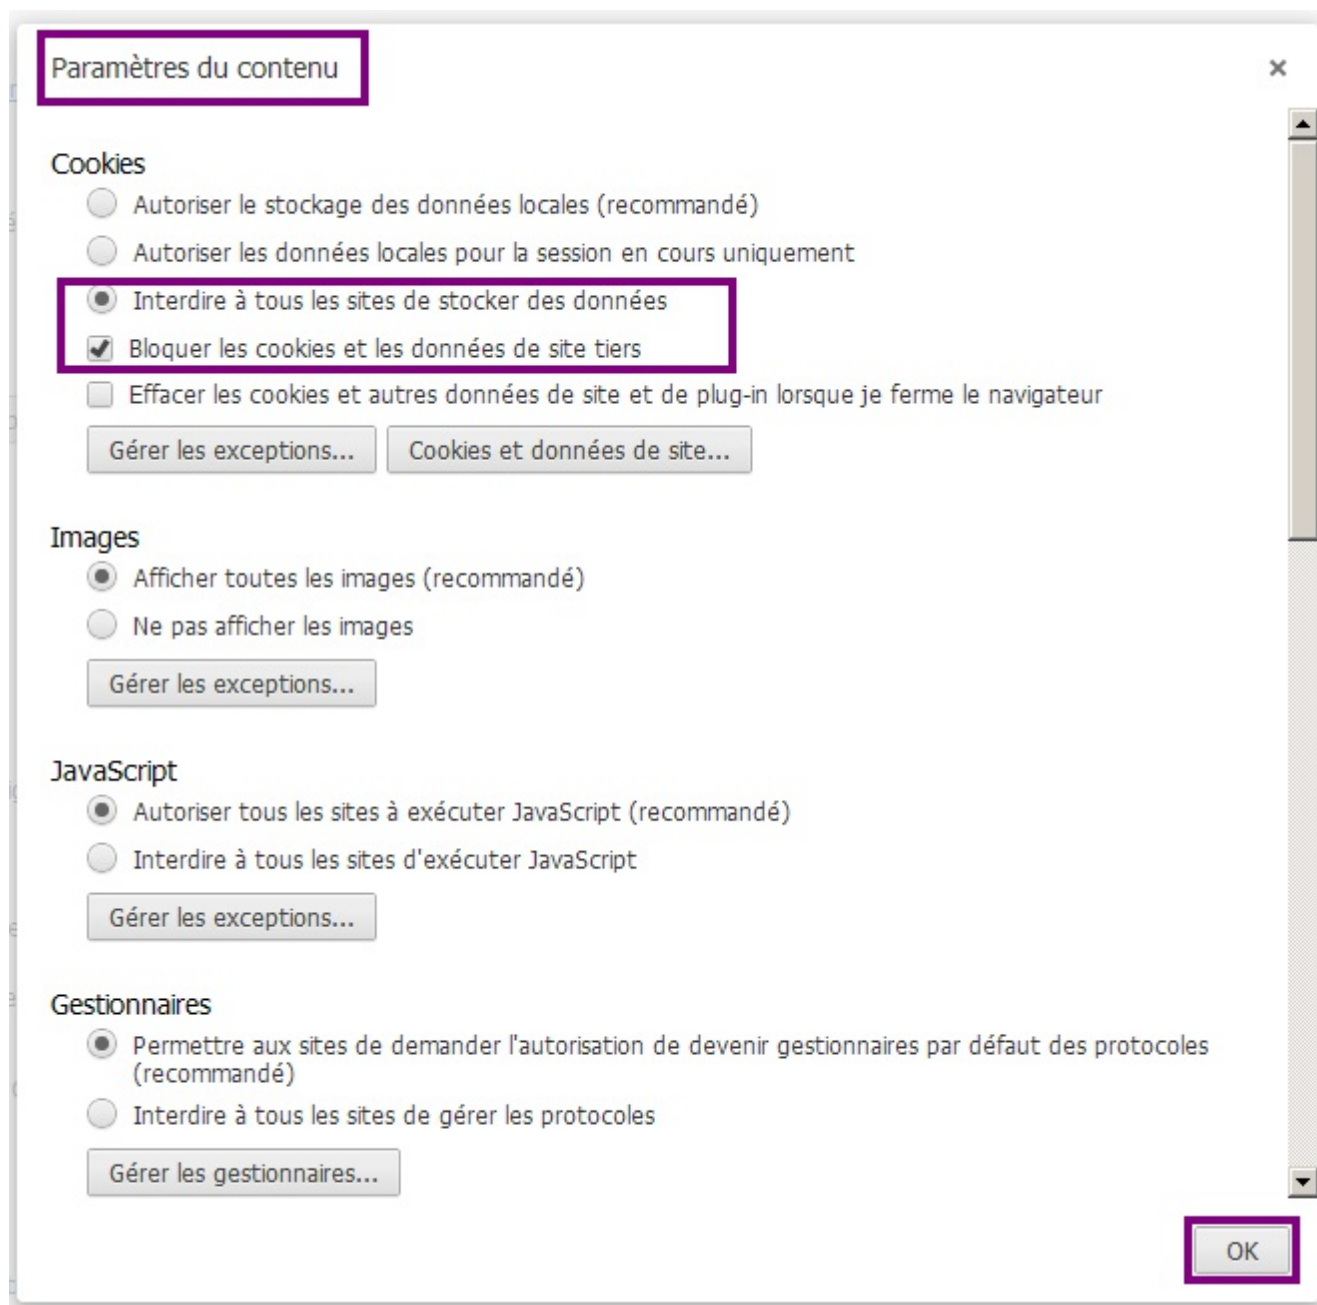 Paramètres du contenu
Cookies
Autoriser le stockage des données locales (recommandé)
Autoriser les données locales pour la session en cours uniquement
Interdire à tous les sites de stocker des données
Bloquer les cookies et les données de site tiers
Effacer les cookies et autres données de site et de plug-in lorsque je ferme le navigateur
Gérer les exceptions... Cookies et données de site...
Images
Afficher toutes les images (recommandé)
Ne pas afficher les images
Gérer les exceptions...
JavaScript
Autoriser tous les sites à exécuter JavaScript (recommandé)
Interdire à tous les sites d'exécuter JavaScript
Gérer les exceptions...
Gestionnaires
Permettre aux sites de demander l'autorisation de devenir gestionnaires par défaut des protocoles
(recommandé)
Interdire à tous les sites de gérer les protocoles
Gérer les gestionnaires...
OK